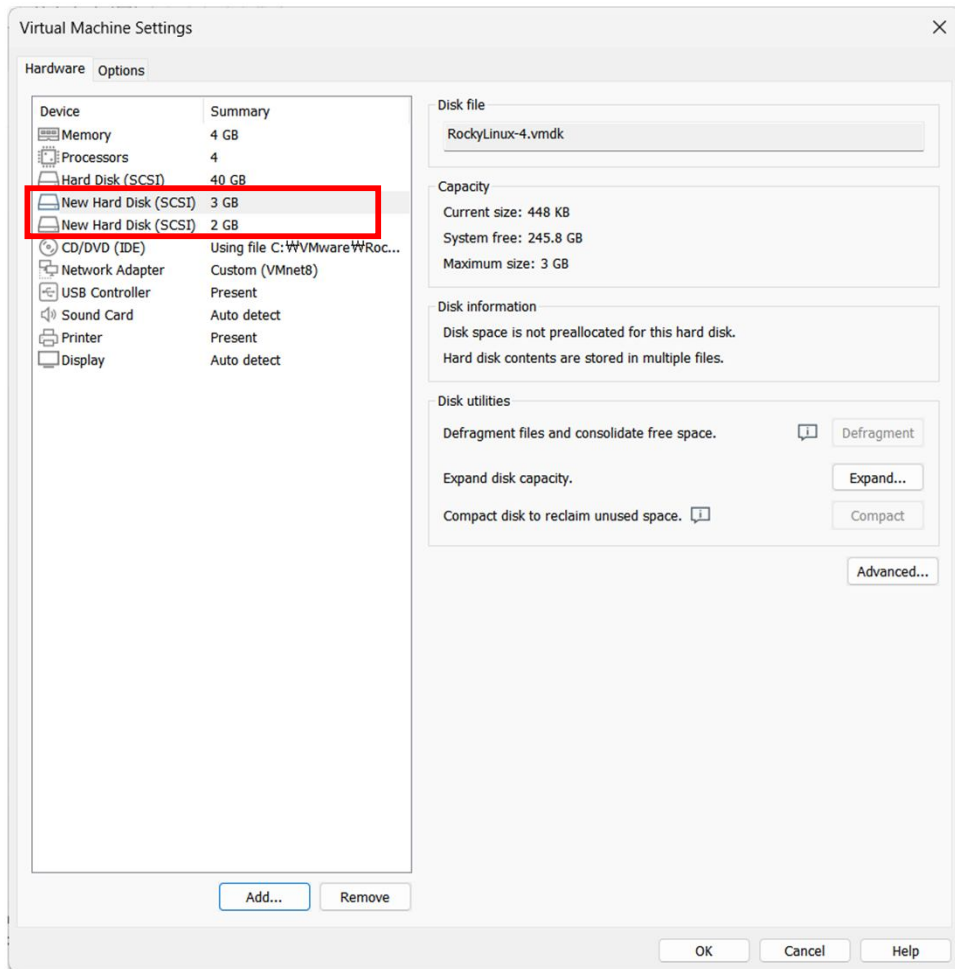 Virtual Machine Settings
Hardware Options
Device Summary
Memory 4 GB
Processors 4
Hard Disk (SCSI) 40 GB
New Hard Disk (SCSI) 3 GB
New Hard Disk (SCSI) 2 GB
CD/DVD (IDE) Using file C:₩VMware₩Roc...
Network Adapter Custom (VMnet8)
USB Controller Present
Sound Card Auto detect
Printer Present
Display Auto detect
Add... Remove
Disk file
RockyLinux-4.vmdk
Capacity
Current size: 448 KB
System free: 245.8 GB
Maximum size: 3 GB
Disk information
Disk space is not preallocated for this hard disk.
Hard disk contents are stored in multiple files.
Disk utilities
Defragment files and consolidate free space. Defragment
Expand disk capacity. Expand...
Compact disk to reclaim unused space. Compact
Advanced...
OK Cancel Help